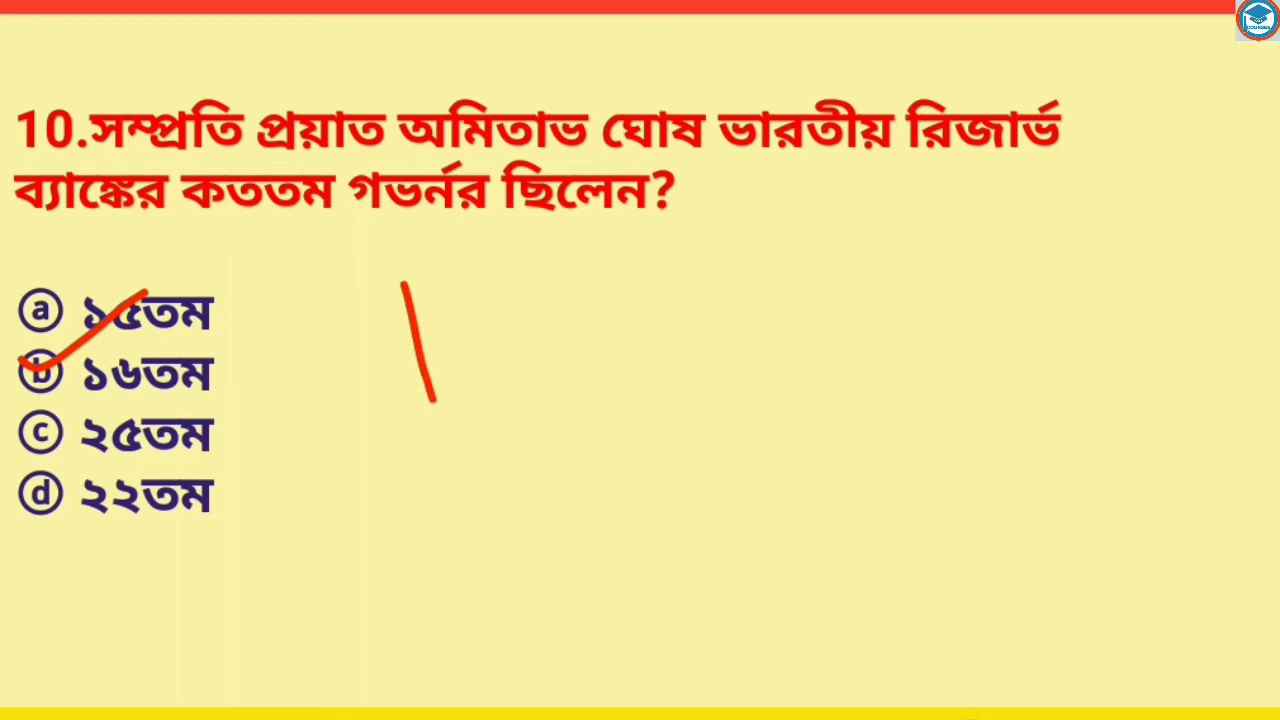 10.সম্প্রতি প্রয়াত অমিতাভ ঘোষ ভারতীয় রিজার্ভ
ব্যাঙ্কের কততম গভর্নর ছিলেন?
ⓐ ১৫তম
ⓑ ১৬তম
ⓒ ২৫তম
ⓓ ২২তম